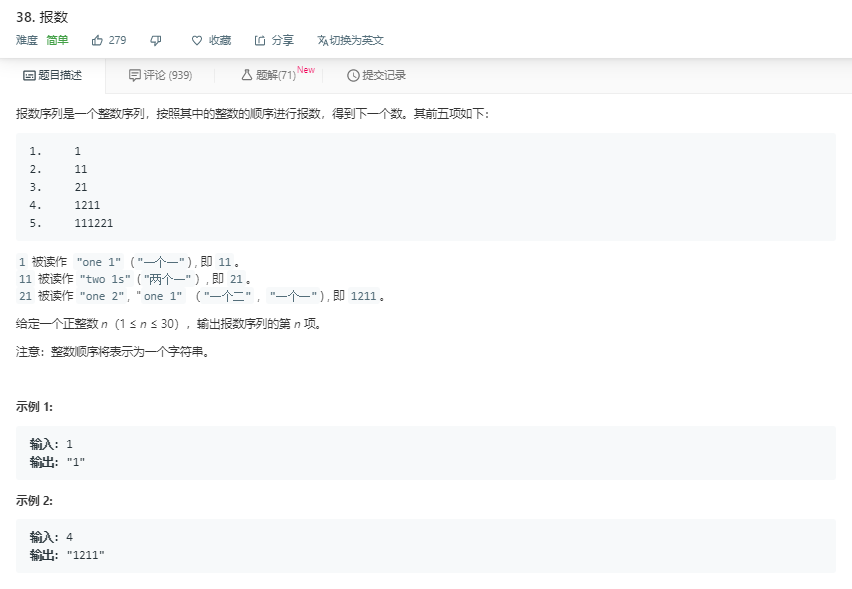 38. 报数
难度 简单 279 收藏 分享 切换为英文
题目描述 评论 (939) 题解(71) New 提交记录
报数序列是一个整数序列，按照其中的整数的顺序进行报数，得到下一个数。其前五项如下：
1. 1
2. 11
3. 21
4. 1211
5. 111221
1 被读作 "one 1" ("一个一") , 即 11。
11 被读作 "two 1s" ("两个一") , 即 21。
21 被读作 "one 2", "one 1" ("一个二" , "一个一") , 即 1211。
给定一个正整数 n（1 ≤ n ≤ 30），输出报数序列的第 n 项。
注意：整数顺序将表示为一个字符串。
示例 1:
输入: 1
输出: "1"
示例 2:
输入: 4
输出: "1211"